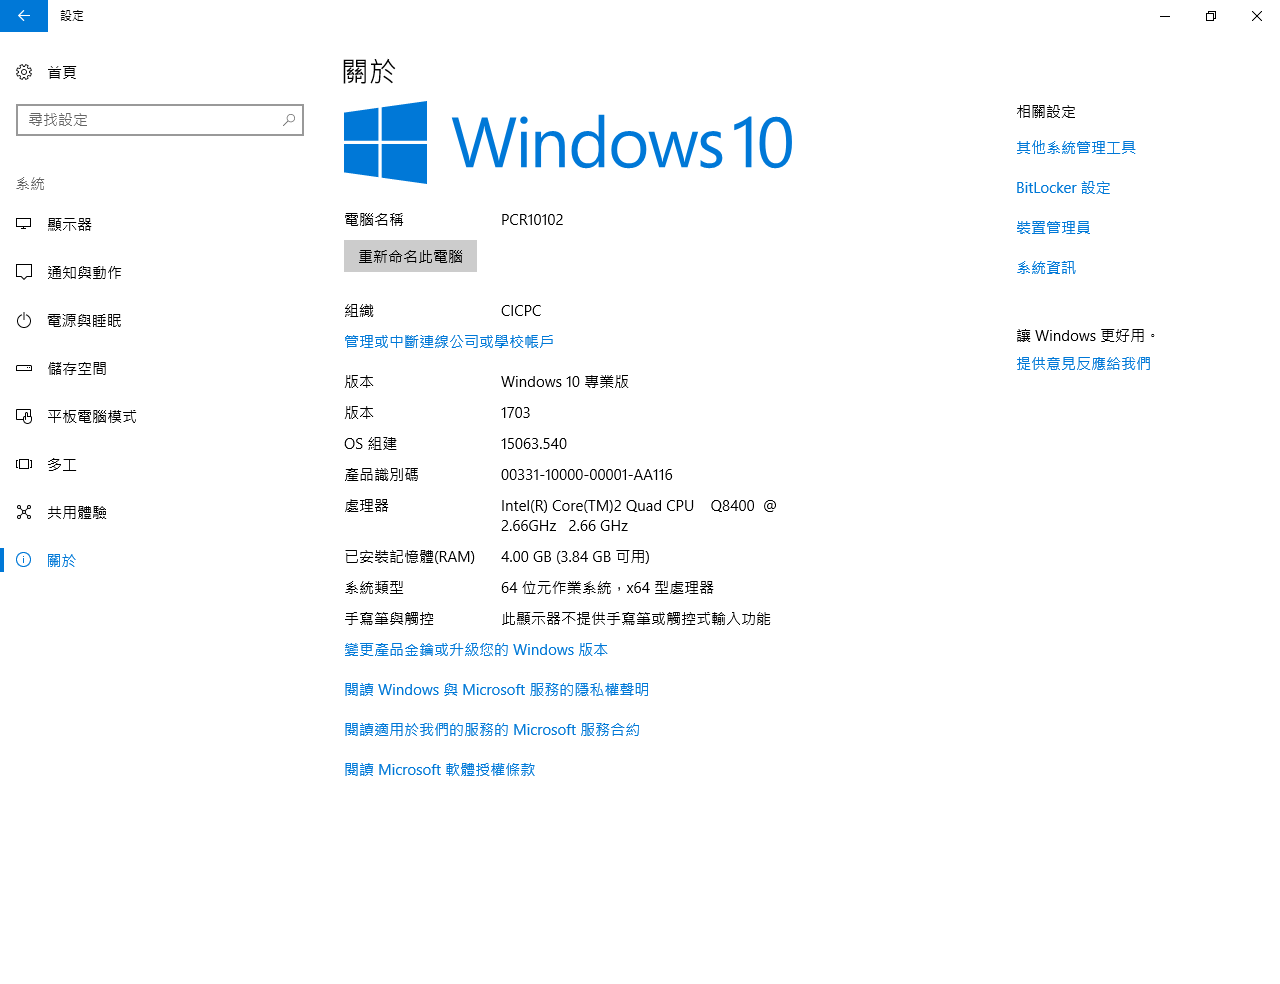 設定
首頁
尋找設定
系統
顯示器
通知與動作
電源與睡眠
儲存空間
平板電腦模式
多工
共用體驗
關於
關於
Windows 10
電腦名稱 PCR10102
重新命名此電腦
組織 CICPC
管理或中斷連線公司或學校帳戶
版本 Windows 10 專業版
版本 1703
OS 組建 15063.540
產品識別碼 00331-10000-00001-AA116
處理器 Intel(R) Core(TM)2 Quad CPU Q8400 @
2.66GHz 2.66 GHz
已安裝記憶體(RAM) 4.00 GB (3.84 GB 可用)
系統類型 64 位元作業系統，x64 型處理器
手寫筆與觸控 此顯示器不提供手寫筆或觸控式輸入功能
變更產品金鑰或升級您的 Windows 版本
閱讀 Windows 與 Microsoft 服務的隱私權聲明
閱讀適用於我們的服務的 Microsoft 服務合約
閱讀 Microsoft 軟體授權條款
相關設定
其他系統管理工具
BitLocker 設定
裝置管理員
系統資訊
讓 Windows 更好用。
提供意見反應給我們